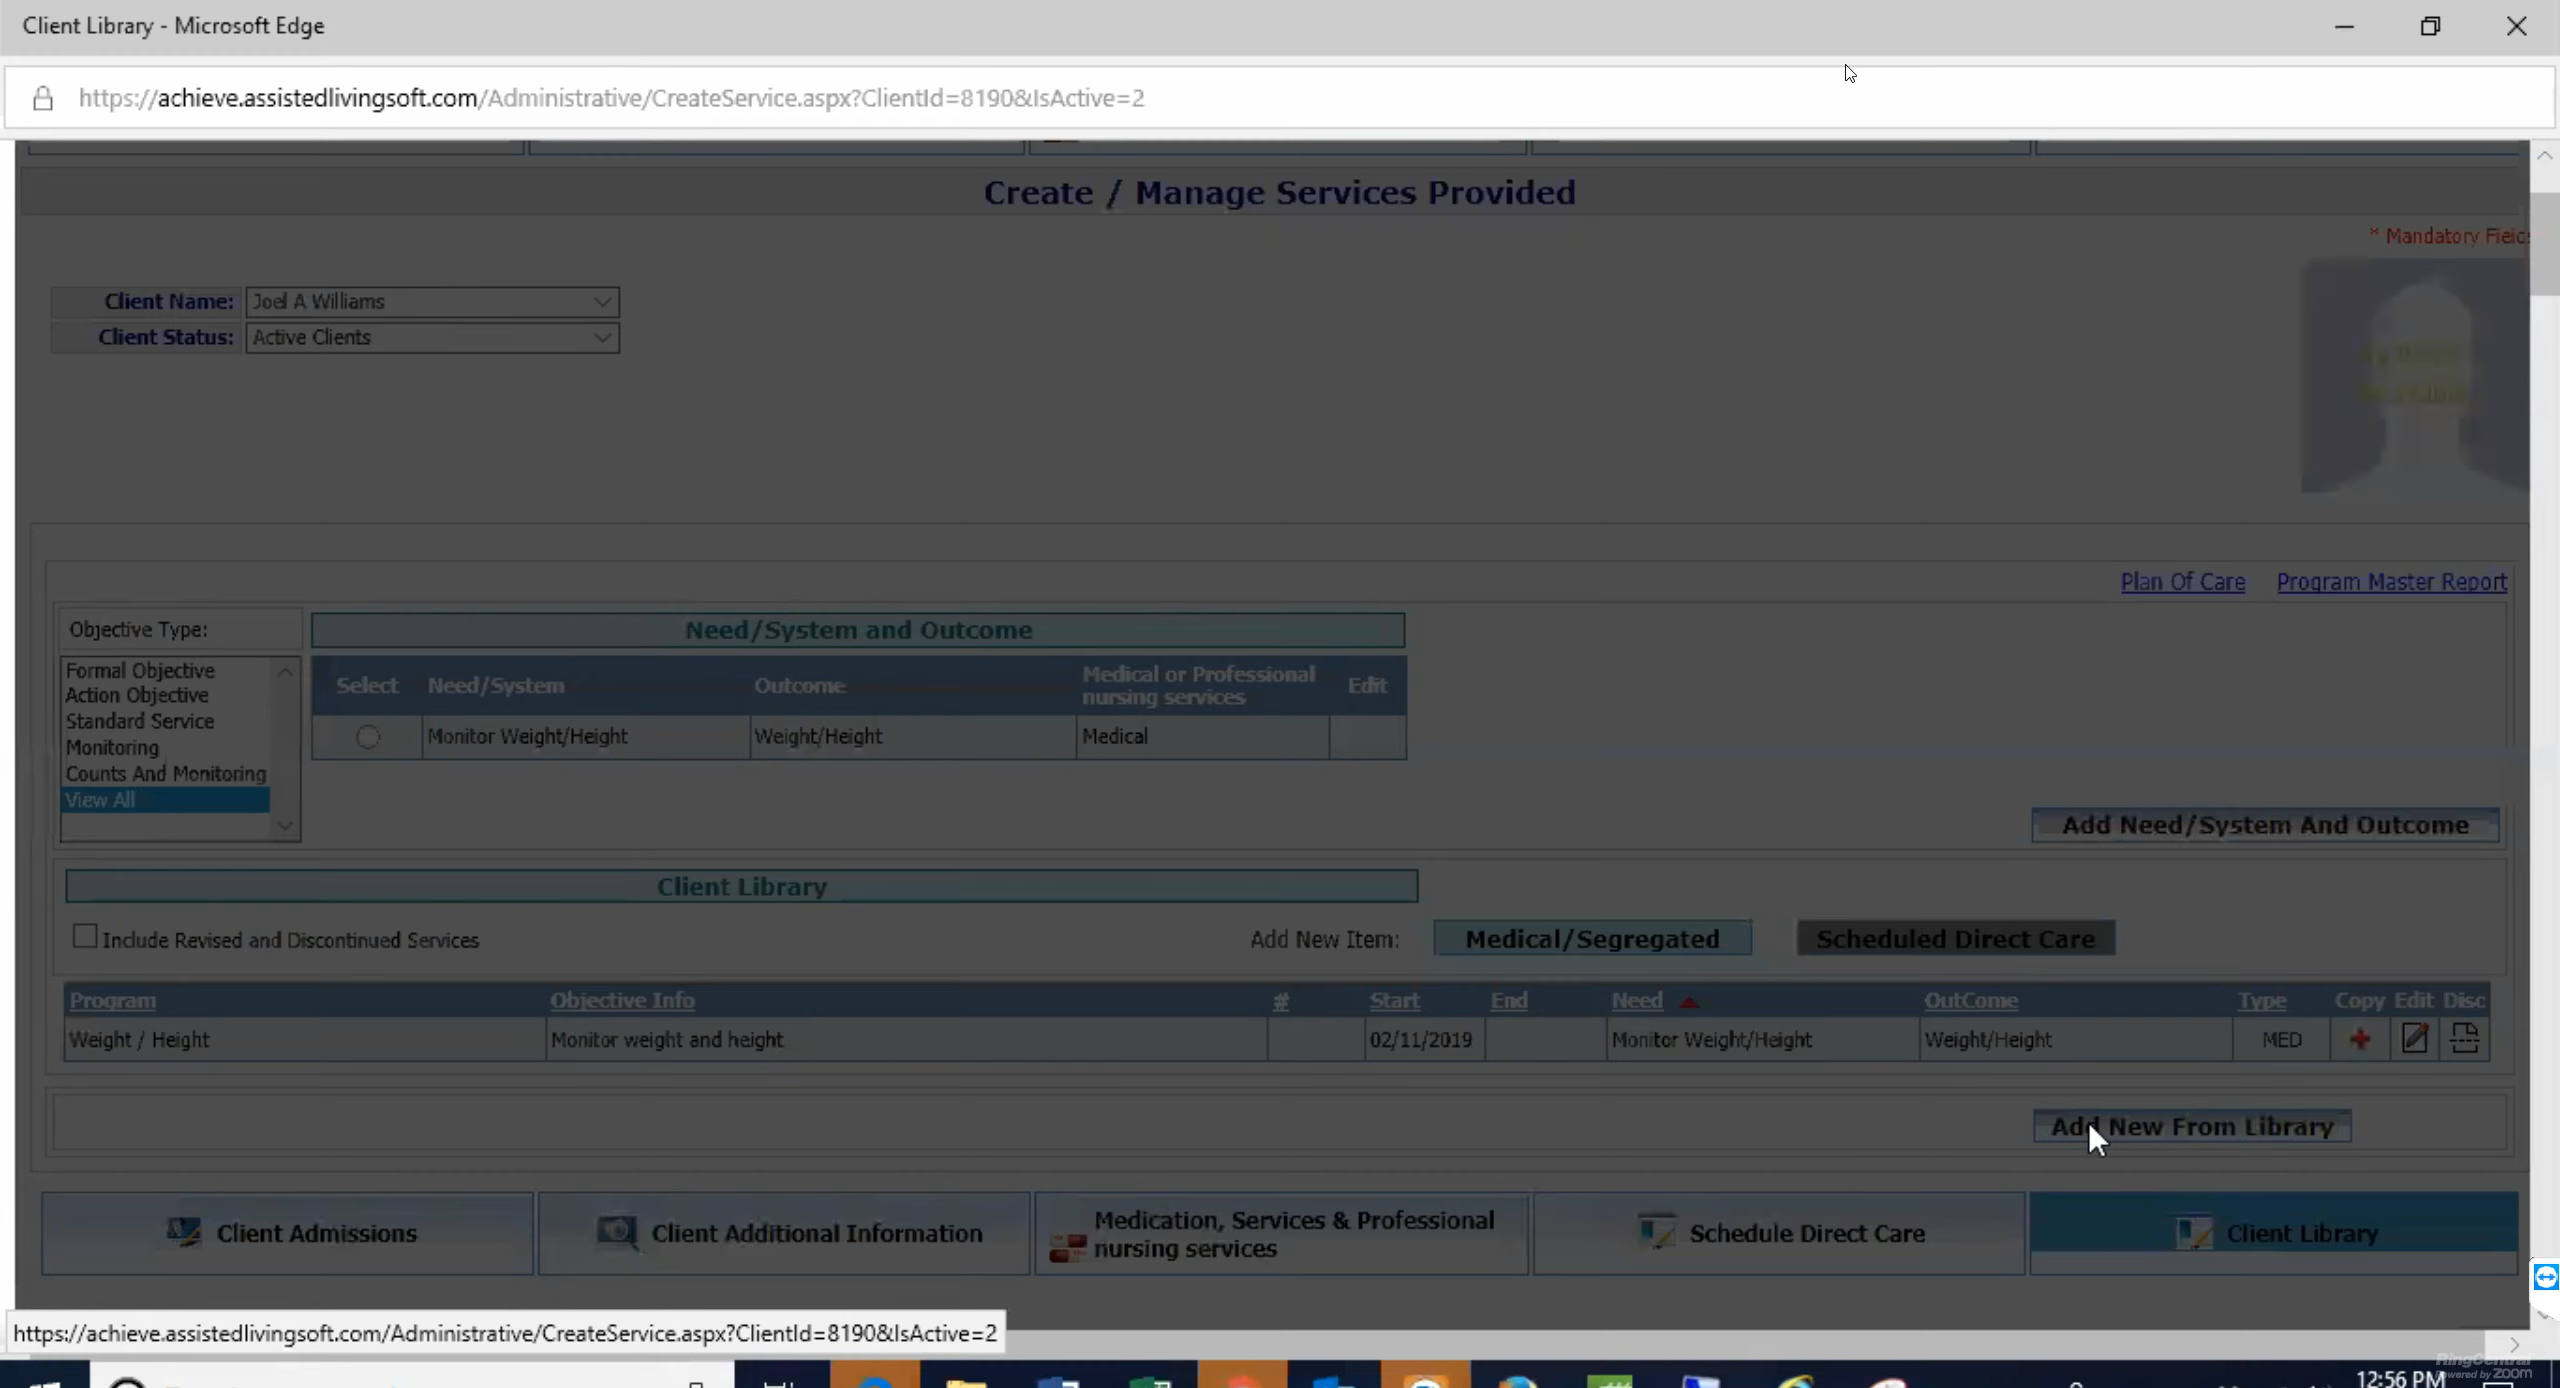 Client Library - Microsoft Edge
https://achieve.assistedlivingsoft.com/Administrative/CreateService.aspx?ClientId=8190&IsActive=2
Create / Manage Services Provided
* Mandatory Field
Client Name: Joel A Williams
Client Status: Active Clients
Plan Of Care Program Master Report
Objective Type:
Formal Objective
Action Objective
Standard Service
Monitoring
Counts And Monitoring
View All
Need/System and Outcome
Select Need/System Outcome Medical or Professional nursing services Edit
Monitor Weight/Height Weight/Height Medical
Add Need/System And Outcome
Client Library
Include Revised and Discontinued Services Add New Item: Medical/Segregated Scheduled Direct Care
Program Objective Info # Start End Need OutCome Type Copy Edit Disc
Weight / Height Monitor weight and height 02/11/2019 Monitor Weight/Height Weight/Height MED
Add New From Library
Client Admissions
Client Additional Information
Medication, Services & Professional
nursing services
Schedule Direct Care
Client Library
https://achieve.assistedlivingsoft.com/Administrative/CreateService.aspx?ClientId=8190&IsActive=2
RingCentral
powered by zoom
12:56 PM